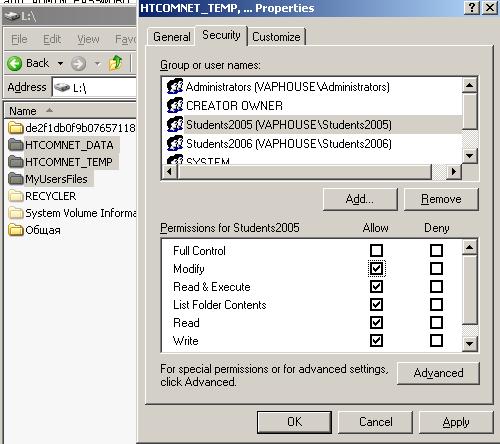 L:\
File Edit View Favorites
Back
Address L:\
Name
de2f1db0f9b07657118
HTCOMNET_DATA
HTCOMNET_TEMP
MyUsersFiles
RECYCLER
System Volume Informa
Общая
HTCOMNET_TEMP, ... Properties
General Security Customize
Group or user names:
Administrators (VAPHOUSE\Administrators)
CREATOR OWNER
Students2005 (VAPHOUSE\Students2005)
Students2006 (VAPHOUSE\Students2006)
SYSTEM
Add... Remove
Permissions for Students2005 Allow Deny
Full Control
Modify
Read & Execute
List Folder Contents
Read
Write
For special permissions or for advanced settings,
click Advanced.
Advanced
OK Cancel Apply